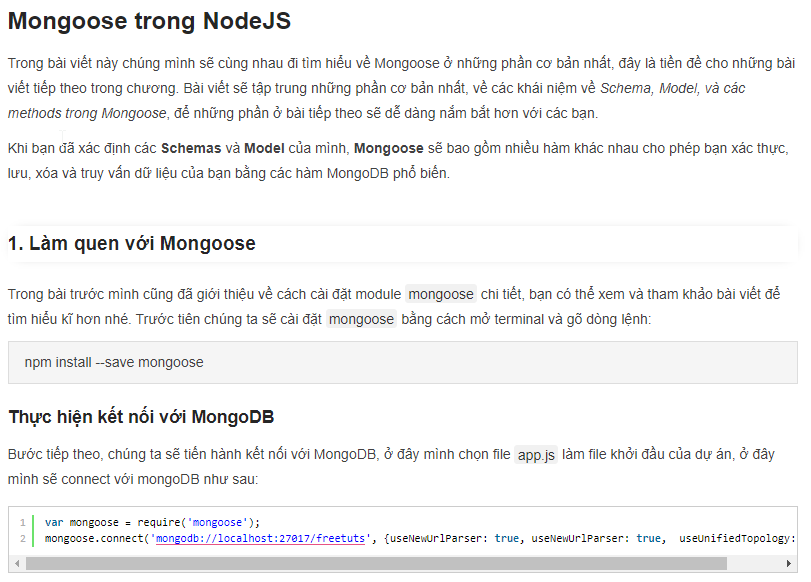 Mongoose trong NodeJS
Trong bài viết này chúng mình sẽ cùng nhau đi tìm hiểu về Mongoose ở những phần cơ bản nhất, đây là tiền đề cho những bài
viết tiếp theo trong chương. Bài viết sẽ tập trung những phần cơ bản nhất, về các khái niệm về Schema, Model, và các
methods trong Mongoose, để những phần ở bài tiếp theo sẽ dễ dàng nắm bắt hơn với các bạn.
Khi bạn đã xác định các Schemas và Model của mình, Mongoose sẽ bao gồm nhiều hàm khác nhau cho phép bạn xác thực,
lưu, xóa và truy vấn dữ liệu của bạn bằng các hàm MongoDB phổ biến.
1. Làm quen với Mongoose
Trong bài trước mình cũng đã giới thiệu về cách cài đặt module mongoose chi tiết, bạn có thể xem và tham khảo bài viết để
tìm hiểu kĩ hơn nhé. Trước tiên chúng ta sẽ cài đặt mongoose bằng cách mở terminal và gõ dòng lệnh:
npm install --save mongoose
Thực hiện kết nối với MongoDB
Bước tiếp theo, chúng ta sẽ tiến hành kết nối với MongoDB, ở đây mình chọn file app.js làm file khởi đầu của dự án, ở đây
mình sẽ connect với mongoDB như sau:
1 var mongoose = require('mongoose');
2 mongoose.connect('mongodb://localhost:27017/freetuts', {useNewUrlParser: true, useNewUrlParser: true,  useUnifiedTopology: